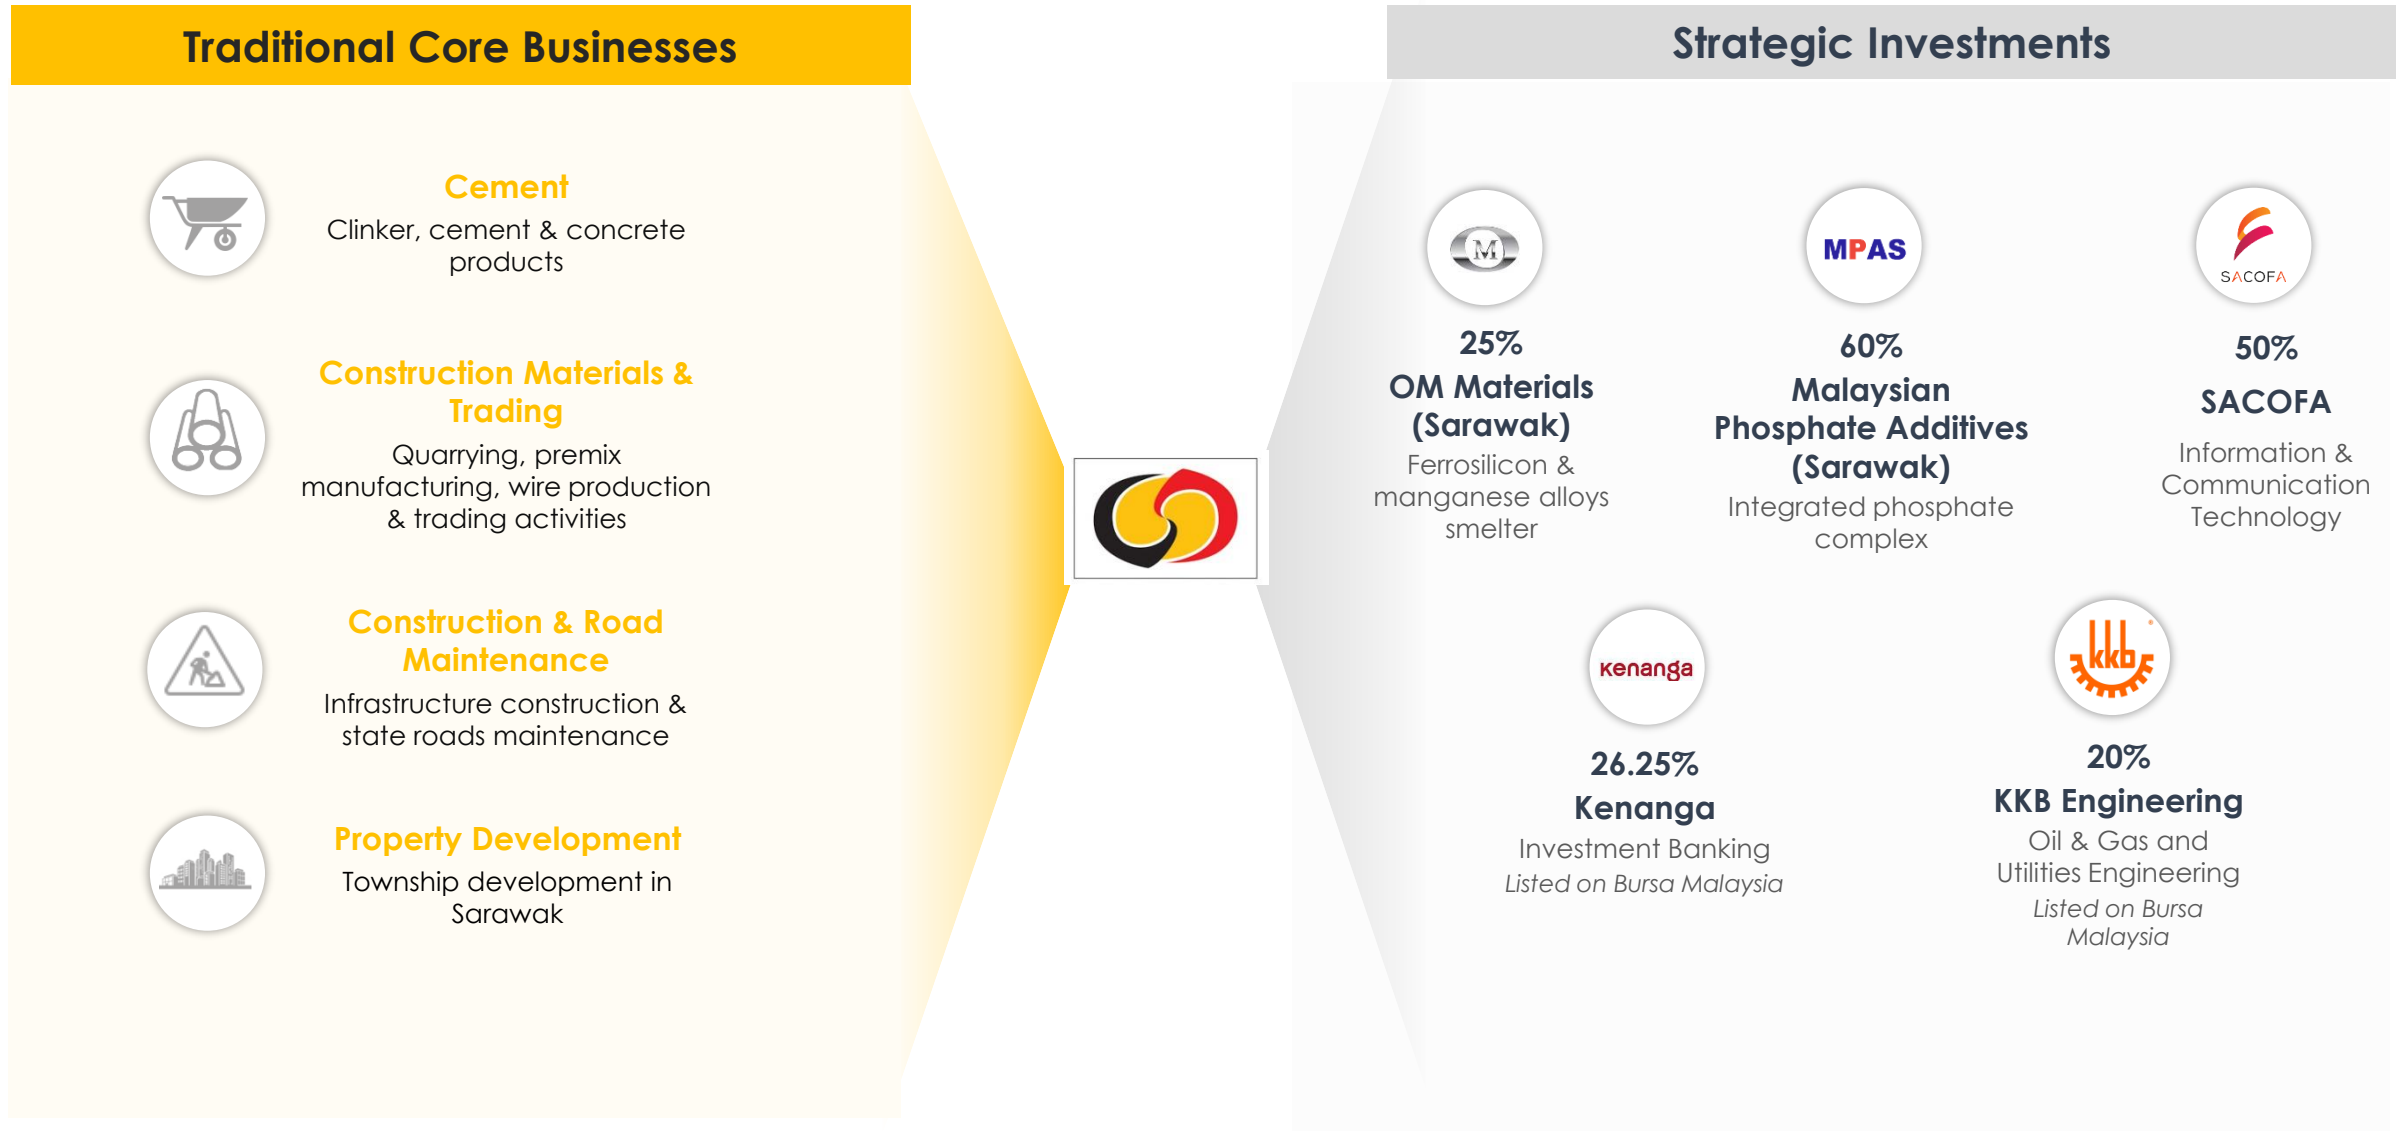 Traditional Core Businesses
Cement
Clinker, cement & concrete
products
Construction Materials &
Trading
Quarrying, premix
manufacturing, wire production
& trading activities
Construction & Road
Maintenance
Infrastructure construction &
state roads maintenance
Property Development
Township development in
Sarawak
Strategic Investments
M
25%
OM Materials
(Sarawak)
Ferrosilicon &
manganese alloys
smelter
MPAS
60%
Malaysian
Phosphate Additives
(Sarawak)
Integrated phosphate
complex
SACOFA
50%
SACOFA
Information &
Communication
Technology
kenanga
26.25%
Kenanga
Investment Banking
Listed on Bursa Malaysia
kkb
20%
KKB Engineering
Oil & Gas and
Utilities Engineering
Listed on Bursa
Malaysia